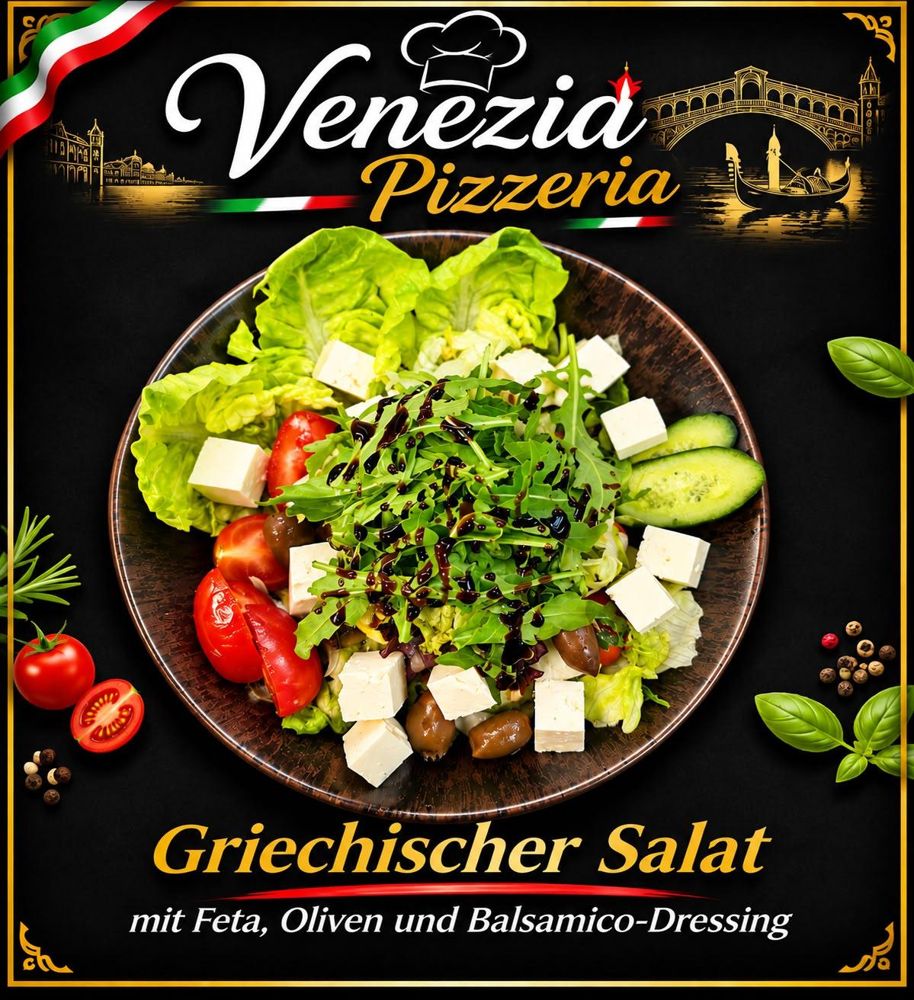 Venezia
Pizzeria
Griechischer Salat
mit Feta, Oliven und Balsamico-Dressing